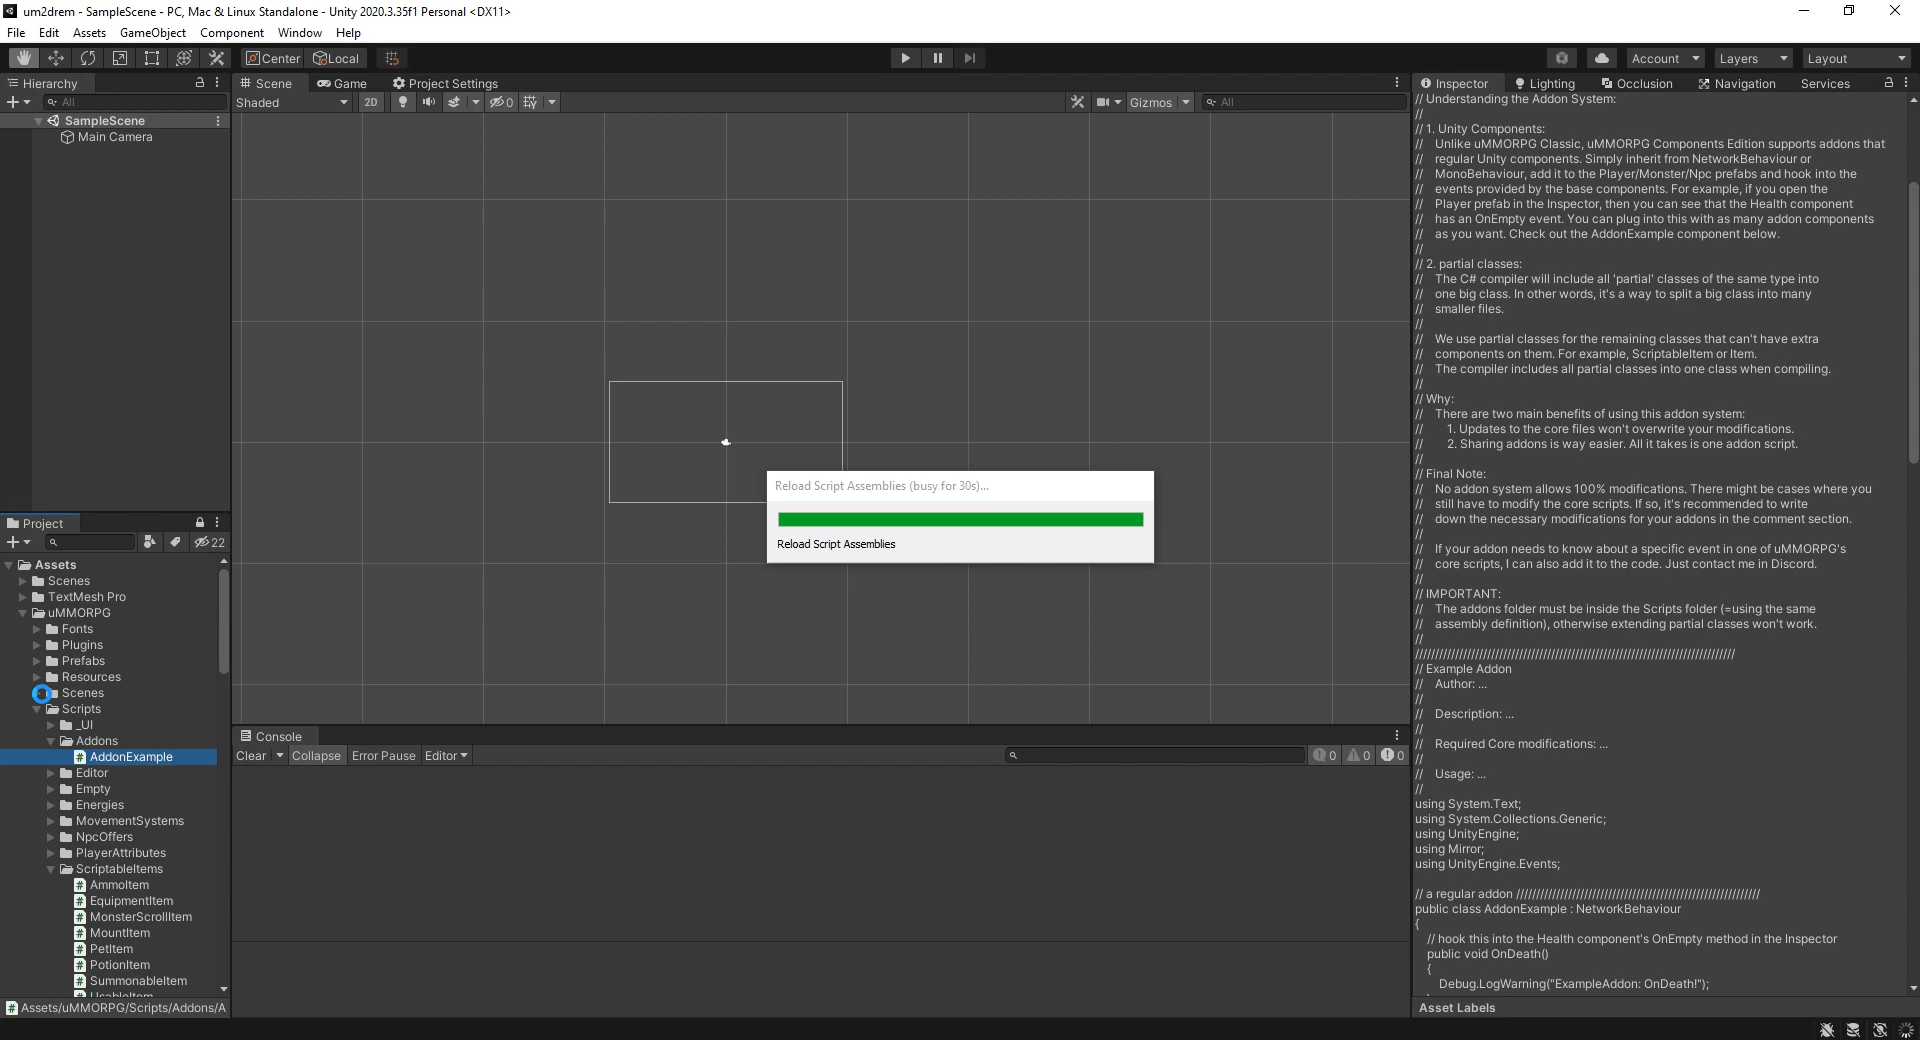 um2drem - SampleScene - PC, Mac & Linux Standalone - Unity 2020.3.35f1 Personal <DX11>
File Edit Assets GameObject Component Window Help
Center Local Account Layers Layout
Hierarchy
All
SampleScene
Main Camera
Scene Game Project Settings
Shaded 2D 0 Gizmos All
Reload Script Assemblies (busy for 30s)...
Reload Script Assemblies
Project
22
Assets
Scenes
TextMesh Pro
uMMORPG
Fonts
Plugins
Prefabs
Resources
Scenes
Scripts
_UI
Addons
AddonExample
Editor
Empty
Energies
MovementSystems
NpcOffers
PlayerAttributes
ScriptableItems
AmmoItem
EquipmentItem
MonsterScrollItem
MountItem
PetItem
PotionItem
SummonableItem
UsableItem
Assets/uMMORPG/Scripts/Addons/A
Console
Clear Collapse Error Pause Editor 0 0 0
Inspector Lighting Occlusion Navigation Services
// Understanding the Addon System:
//
// 1. Unity Components:
// Unlike uMMORPG Classic, uMMORPG Components Edition supports addons that
// regular Unity components. Simply inherit from NetworkBehaviour or
// MonoBehaviour, add it to the Player/Monster/Npc prefabs and hook into the
// events provided by the base components. For example, if you open the
// Player prefab in the Inspector, then you can see that the Health component
// has an OnEmpty event. You can plug into this with as many addon components
// as you want. Check out the AddonExample component below.
//
// 2. partial classes:
// The C# compiler will include all 'partial' classes of the same type into
// one big class. In other words, it's a way to split a big class into many
// smaller files.
//
// We use partial classes for the remaining classes that can't have extra
// components on them. For example, ScriptableItem or Item.
// The compiler includes all partial classes into one class when compiling.
//
// Why:
// There are two main benefits of using this addon system:
// 1. Updates to the core files won't overwrite your modifications.
// 2. Sharing addons is way easier. All it takes is one addon script.
//
// Final Note:
// No addon system allows 100% modifications. There might be cases where you
// still have to modify the core scripts. If so, it's recommended to write
// down the necessary modifications for your addons in the comment section.
//
// If your addon needs to know about a specific event in one of uMMORPG's
// core scripts, I can also add it to the code. Just contact me in Discord.
//
// IMPORTANT:
// The addons folder must be inside the Scripts folder (=using the same
// assembly definition), otherwise extending partial classes won't work.
//
////////////////////////////////////////////////////////////////////////////////
// Example Addon
// Author: ...
//
// Description: ...
//
// Required Core modifications: ...
//
// Usage: ...
//
using System.Text;
using System.Collections.Generic;
using UnityEngine;
using Mirror;
using UnityEngine.Events;
// a regular addon /////////////////////////////////////////////////////////////
public class AddonExample : NetworkBehaviour
{
// hook this into the Health component's OnEmpty method in the Inspector
public void OnDeath()
{
Debug.LogWarning("ExampleAddon: OnDeath!");
Asset Labels